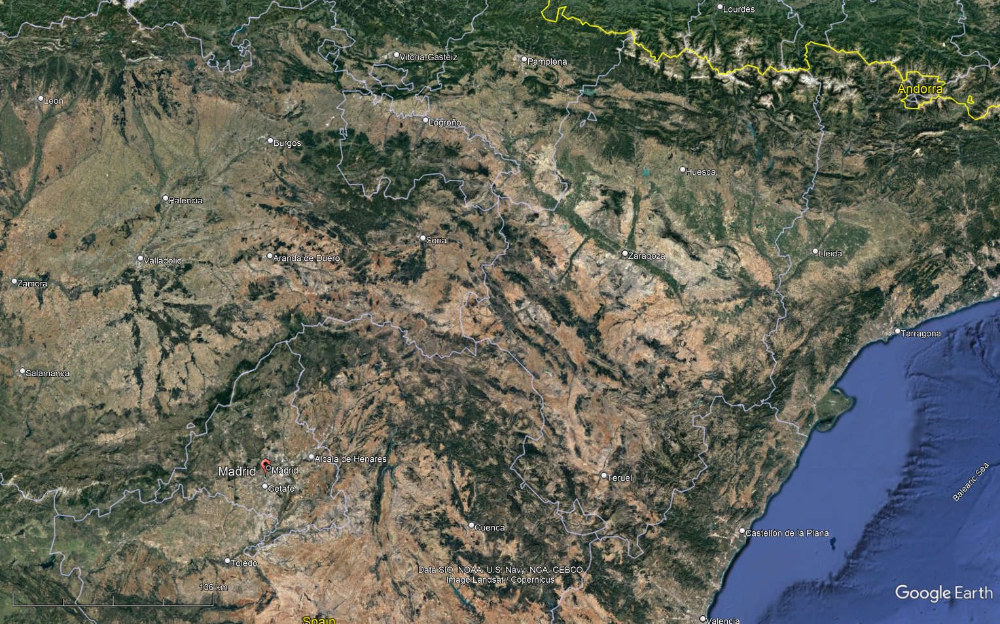 Lourdes
Vitoria-Gasteiz
Pamplona
Andorra
León
Logroño
Burgos
Huesca
Palencia
Soria
Aranda de Duero
Valladolid
Zaragoza
Lleida
Zamora
Tarragona
Salamanca
Alcala de Henares
Madrid
Madrid
Getafe
Teruel
Balearic Sea
Cuenca
Castellón de la Plana
Toledo
Data SIO, NOAA, U.S. Navy, NGA, GEBCO
Image Landsat / Copernicus
136 km
Google Earth
Spain
Valencia